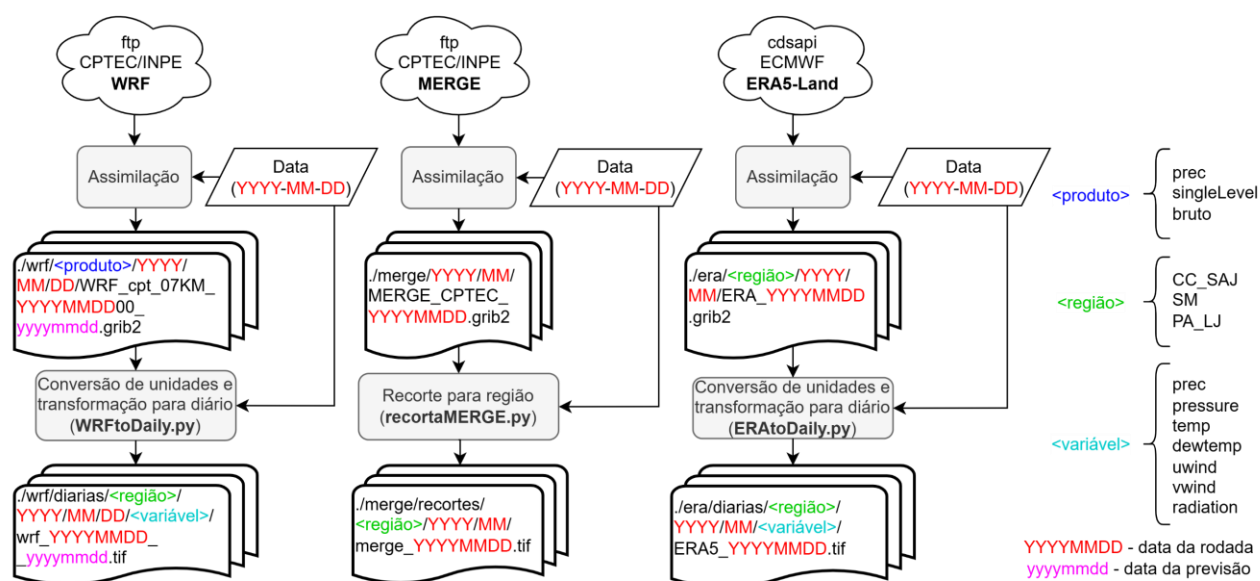 ftp
CPTEC/INPE
WRF
Assimilação
Data
(YYYY-MM-DD)
./wrf/<produto>/YYYY/
MM/DD/WRF_cpt_07KM_
YYYYMMDD00_
yyyymmdd.grib2
Conversão de unidades e
transformação para diário
(WRFtoDaily.py)
./wrf/diarias/<região>/
YYYY/MM/DD/<variável>/
wrf_YYYYMMDD_
_yyyymmdd.tif
ftp
CPTEC/INPE
MERGE
Assimilação
Data
(YYYY-MM-DD)
./merge/YYYY/MM/
MERGE_CPTEC_
YYYYMMDD.grib2
Recorte para região
(recortaMERGE.py)
./merge/recortes/
<região>/YYYY/MM/
merge_YYYYMMDD.tif
cdsapi
ECMWF
ERA5-Land
Assimilação
Data
(YYYY-MM-DD)
./era/<região>/YYYY/
MM/ERA_YYYYMMDD
.grib2
Conversão de unidades e
transformação para diário
(ERAtoDaily.py)
./era/diarias/<região>/
YYYY/MM/<variável>/
ERA5_YYYYMMDD.tif
<produto>
prec
singleLevel
bruto
<região>
CC_SAJ
SM
PA_LJ
<variável>
prec
pressure
temp
dewtemp
uwind
vwind
radiation
YYYYMMDD - data da rodada
yyyymmdd - data da previsão